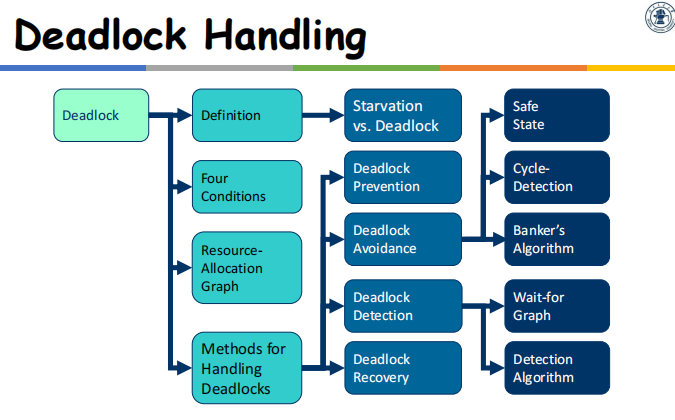 Deadlock Handling
Deadlock
Definition
Starvation
vs. Deadlock
Safe
State
Four
Conditions
Deadlock
Prevention
Cycle-
Detection
Resource-
Allocation
Graph
Deadlock
Avoidance
Banker's
Algorithm
Deadlock
Detection
Wait-for
Graph
Methods for
Handling
Deadlocks
Deadlock
Recovery
Detection
Algorithm